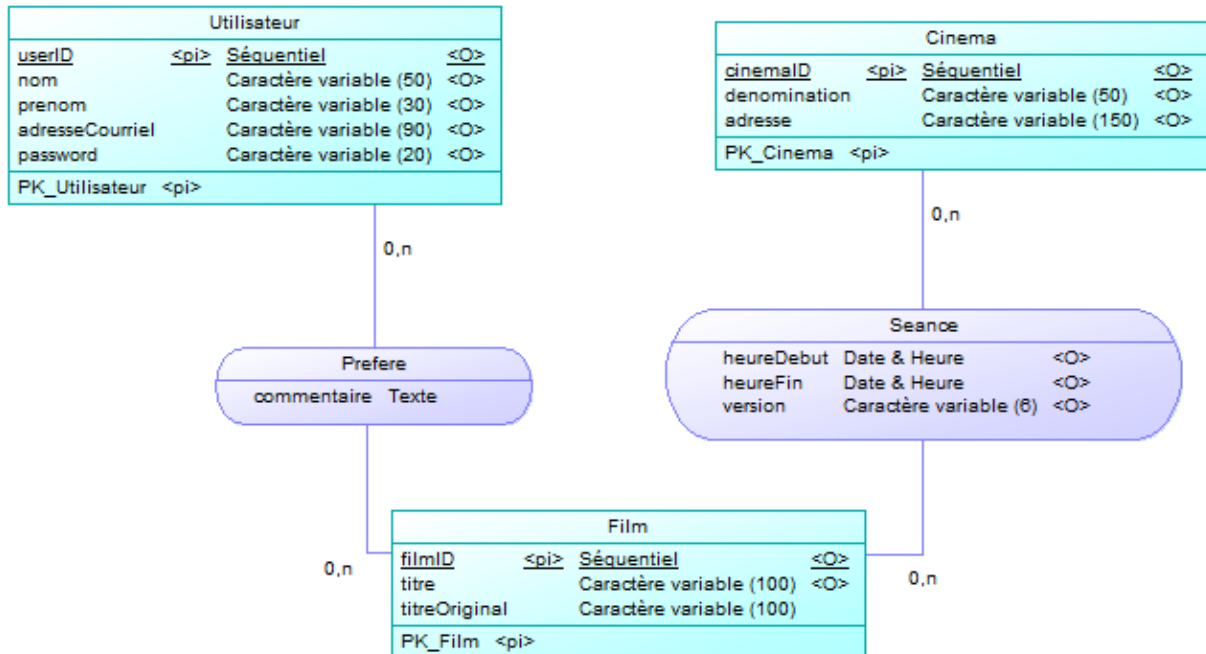 Utilisateur
userID <pi> Séquentiel <O>
nom Caractère variable (50) <O>
prenom Caractère variable (30) <O>
adresseCourriel Caractère variable (90) <O>
password Caractère variable (20) <O>
PK_Utilisateur <pi>
Cinema
cinemaID <pi> Séquentiel <O>
denomination Caractère variable (50) <O>
adresse Caractère variable (150) <O>
PK_Cinema <pi>
0,n
0,n
Prefere
commentaire Texte
Seance
heureDebut Date & Heure <O>
heureFin Date & Heure <O>
version Caractère variable (6) <O>
0,n
0,n
Film
filmID <pi> Séquentiel <O>
titre Caractère variable (100) <O>
titreOriginal Caractère variable (100)
PK_Film <pi>